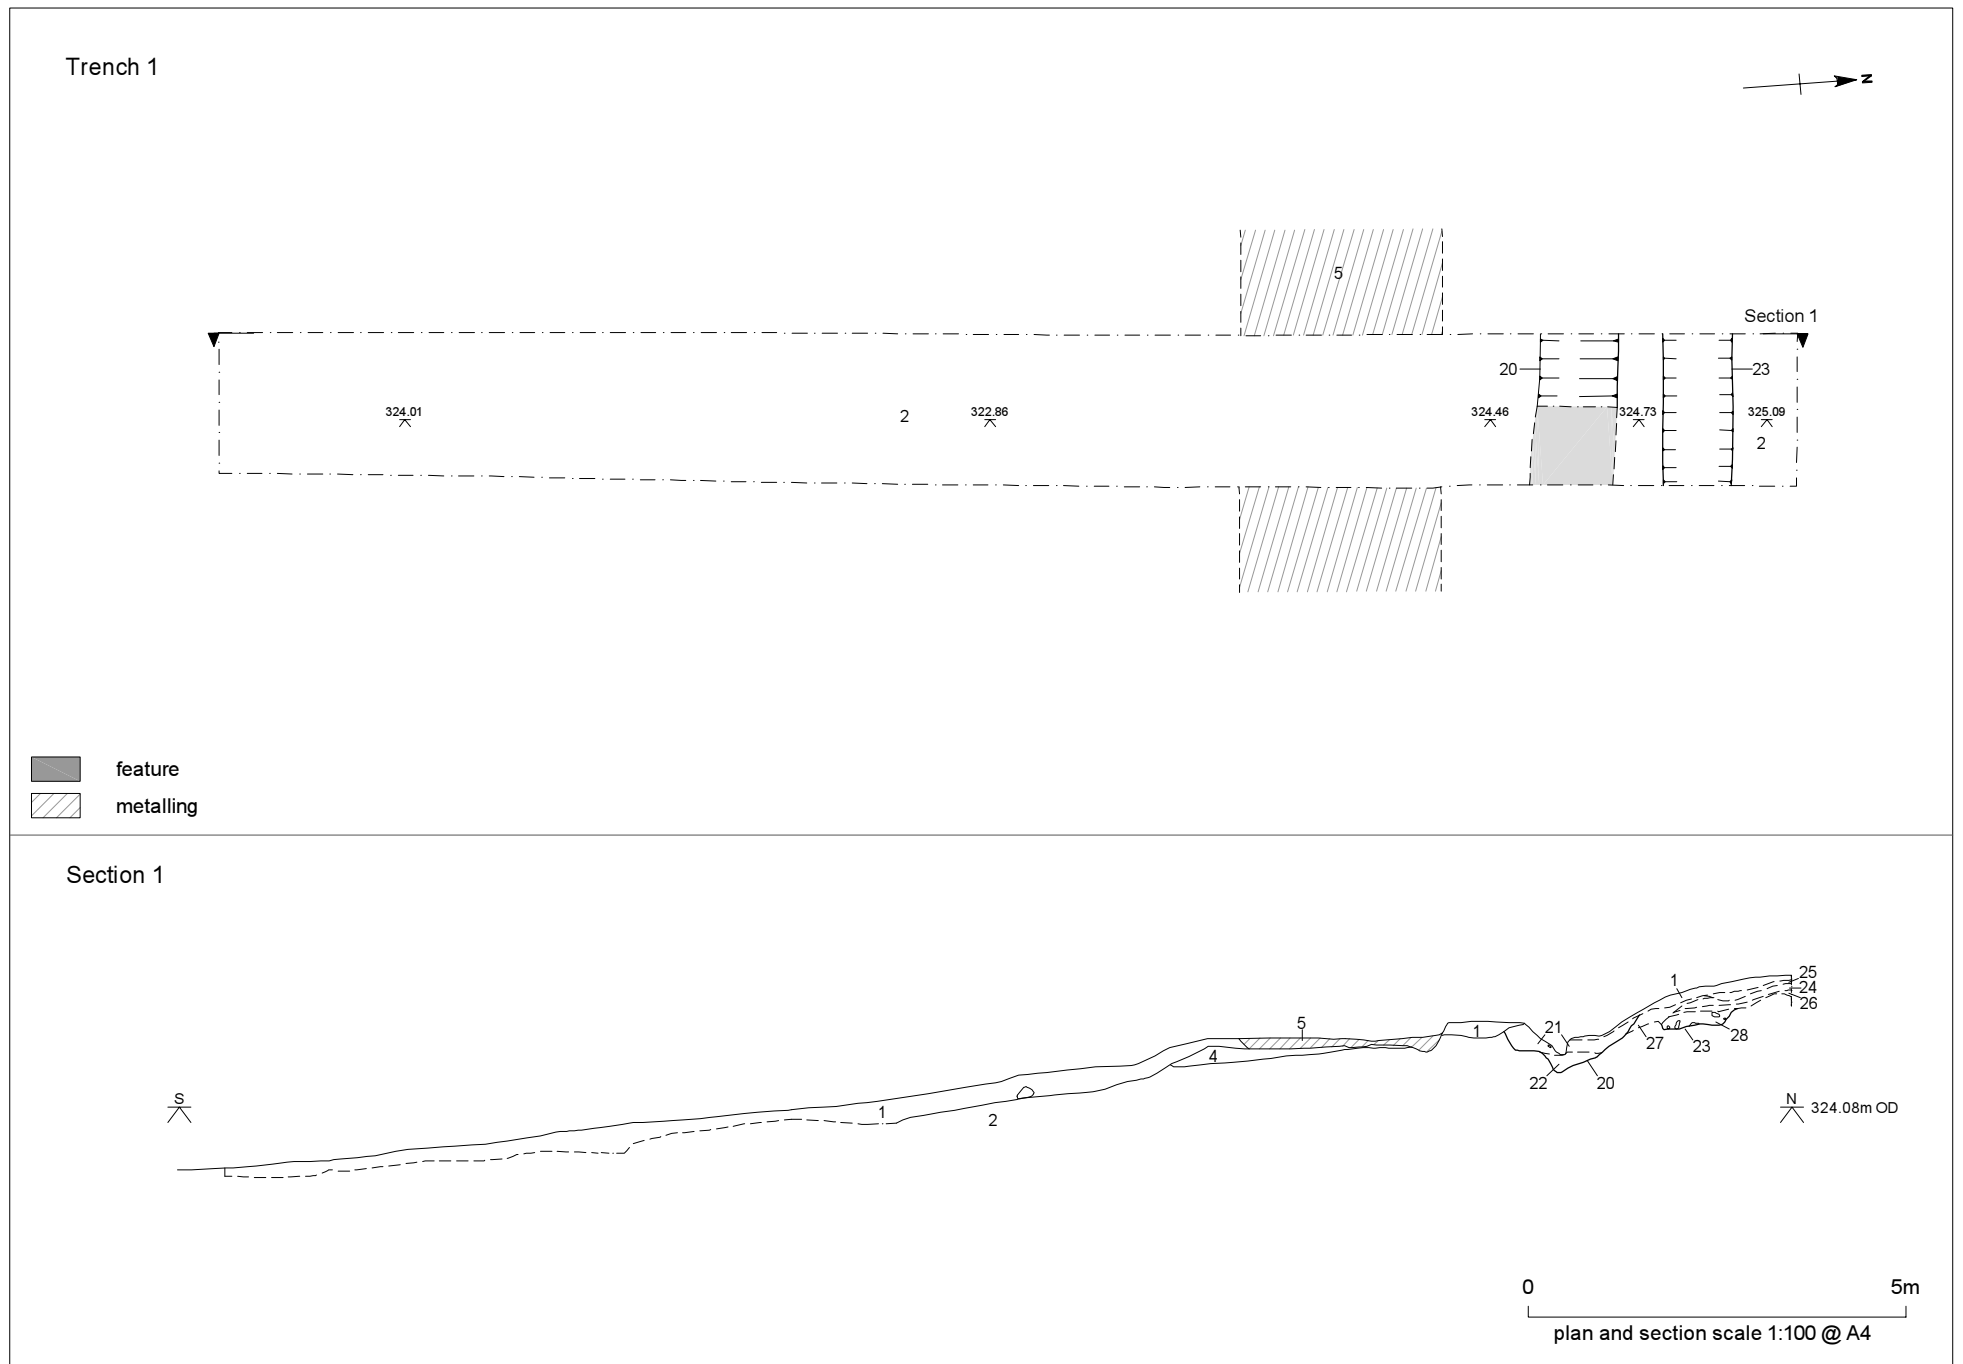 Trench 1
N
5
Section 1
20
23
324.01
2
322.86
324.46
324.73
325.09
2
feature
metalling
Section 1
1
25
24
26
5
21
1
4
27
23
28
22
20
S
N
324.08m OD
1
2
0
5m
plan and section scale 1:100 @ A4